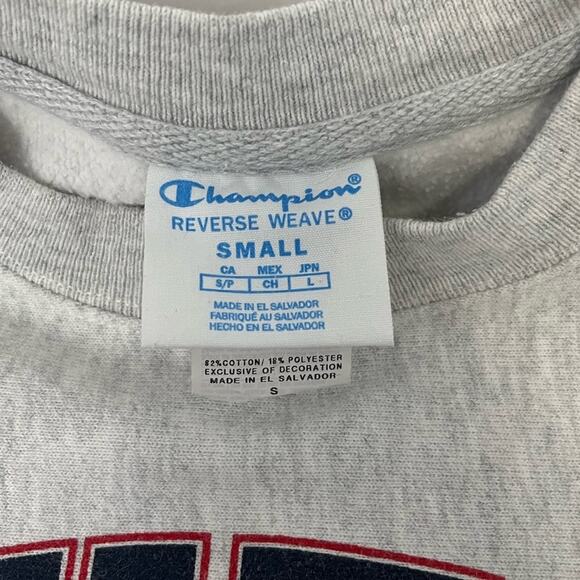 Champion®
REVERSE WEAVE®
SMALL
CA MEX JPN
S/P CH L
MADE IN EL SALVADOR
FABRIQUÉ AU SALVADOR
HECHO EN EL SALVADOR
82%COTTON/ 18% POLYESTER
EXCLUSIVE OF DECORATION
MADE IN EL SALVADOR
S